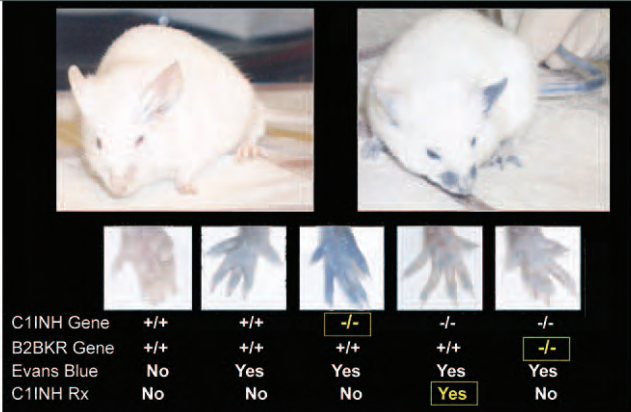 C1INH Gene +/+ +/+ -/- -/- -/-
B2BKR Gene +/+ +/+ +/+ +/+ -/-
Evans Blue No Yes Yes Yes Yes
C1INH Rx No No No Yes No